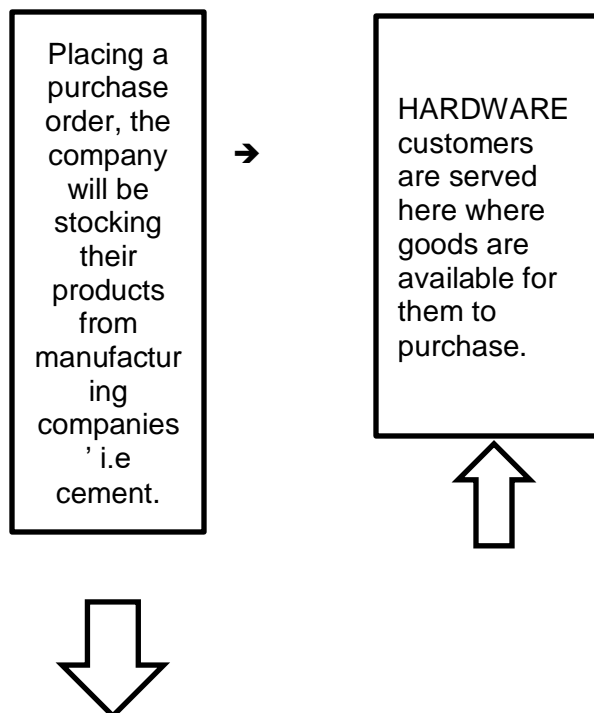 Placing a
purchase
order, the
company
will be
stocking
their
products
from
manufactur
ing
companies
’ i.e
cement.
➔
HARDWARE
customers
are served
here where
goods are
available for
them to
purchase.